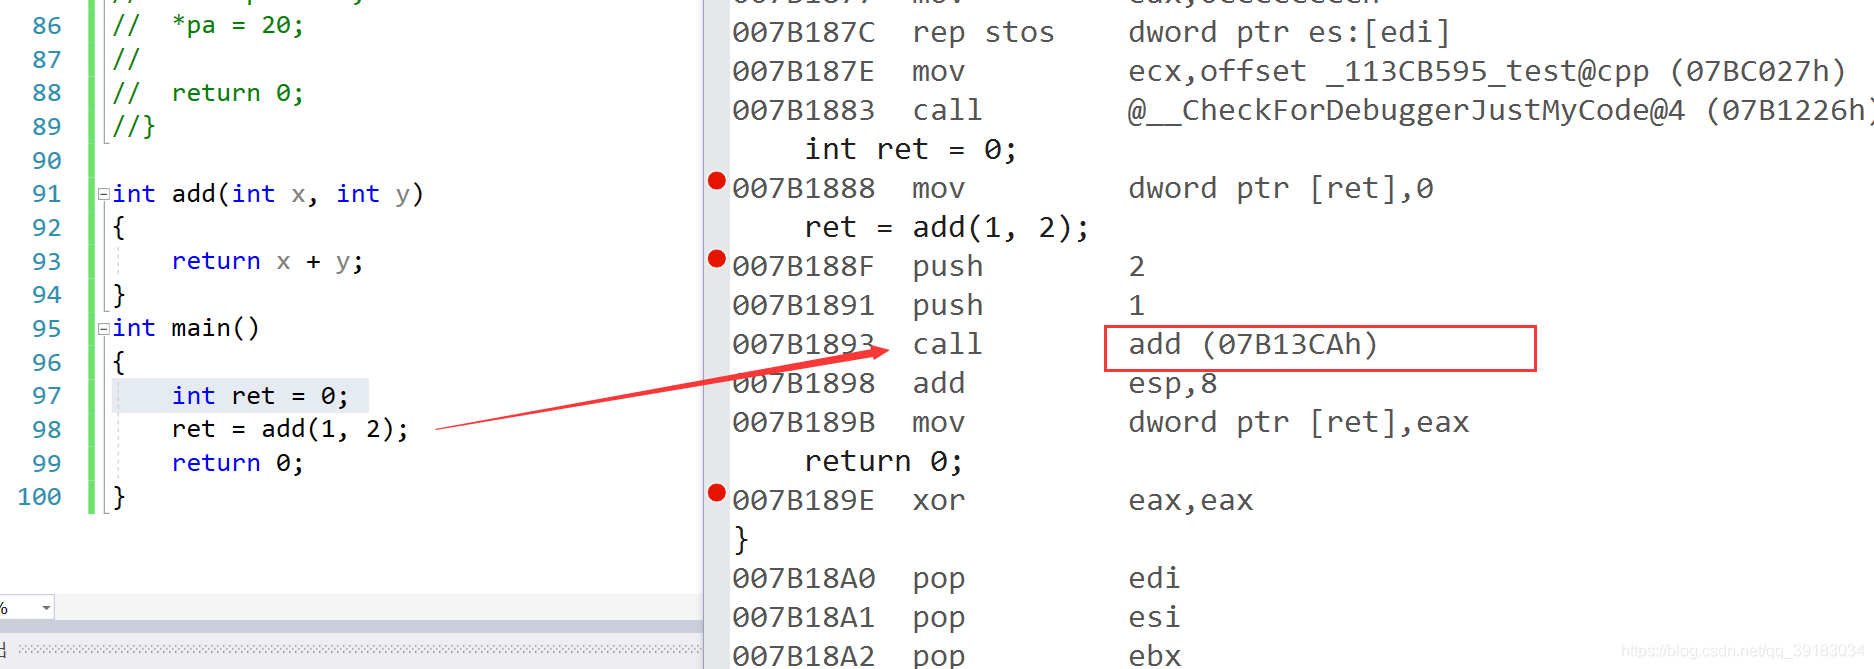 86 // *pa = 20;
87 //
88 // return 0;
89 //}
90
91 int add(int x, int y)
92 {
93 return x + y;
94 }
95 int main()
96 {
97 int ret = 0;
98 ret = add(1, 2);
99 return 0;
100 }
%
007B187C rep stos dword ptr es:[edi]
007B187E mov ecx,offset _113CB595_test@cpp (07BC027h)
007B1883 call @__CheckForDebuggerJustMyCode@4 (07B1226h)
int ret = 0;
007B1888 mov dword ptr [ret],0
ret = add(1, 2);
007B188F push 2
007B1891 push 1
007B1893 call add (07B13CAh)
007B1898 add esp,8
007B189B mov dword ptr [ret],eax
return 0;
007B189E xor eax,eax
}
007B18A0 pop edi
007B18A1 pop esi
007B18A2 pop ebx
https://blog.csdn.net/qq_39183034